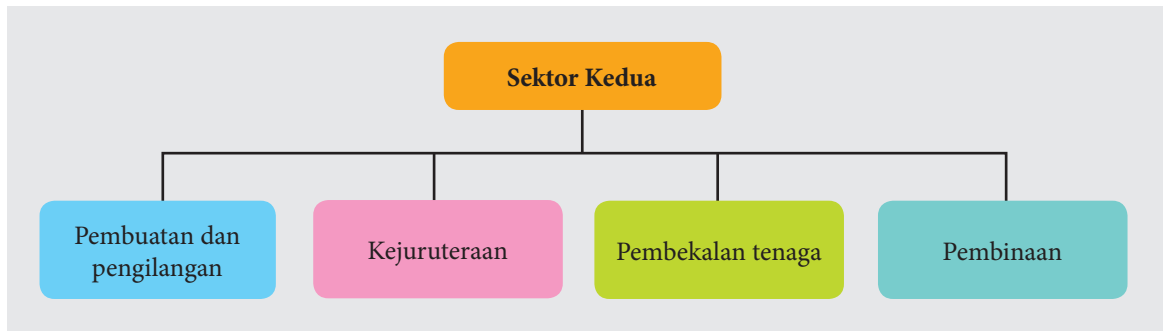 Sektor Kedua
Pembuatan dan
pengilangan
Kejuruteraan
Pembekalan tenaga
Pembinaan